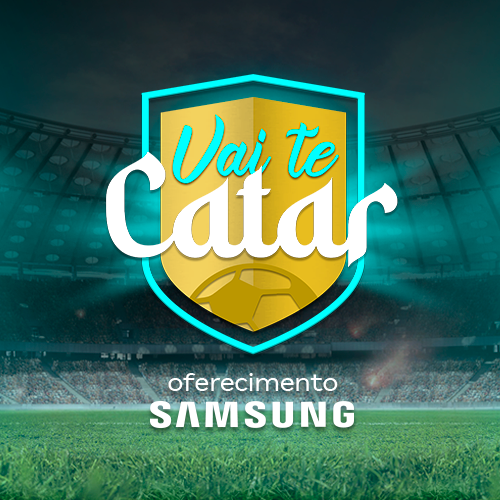 Vai te
Catar
oferecimento
SAMSUNG